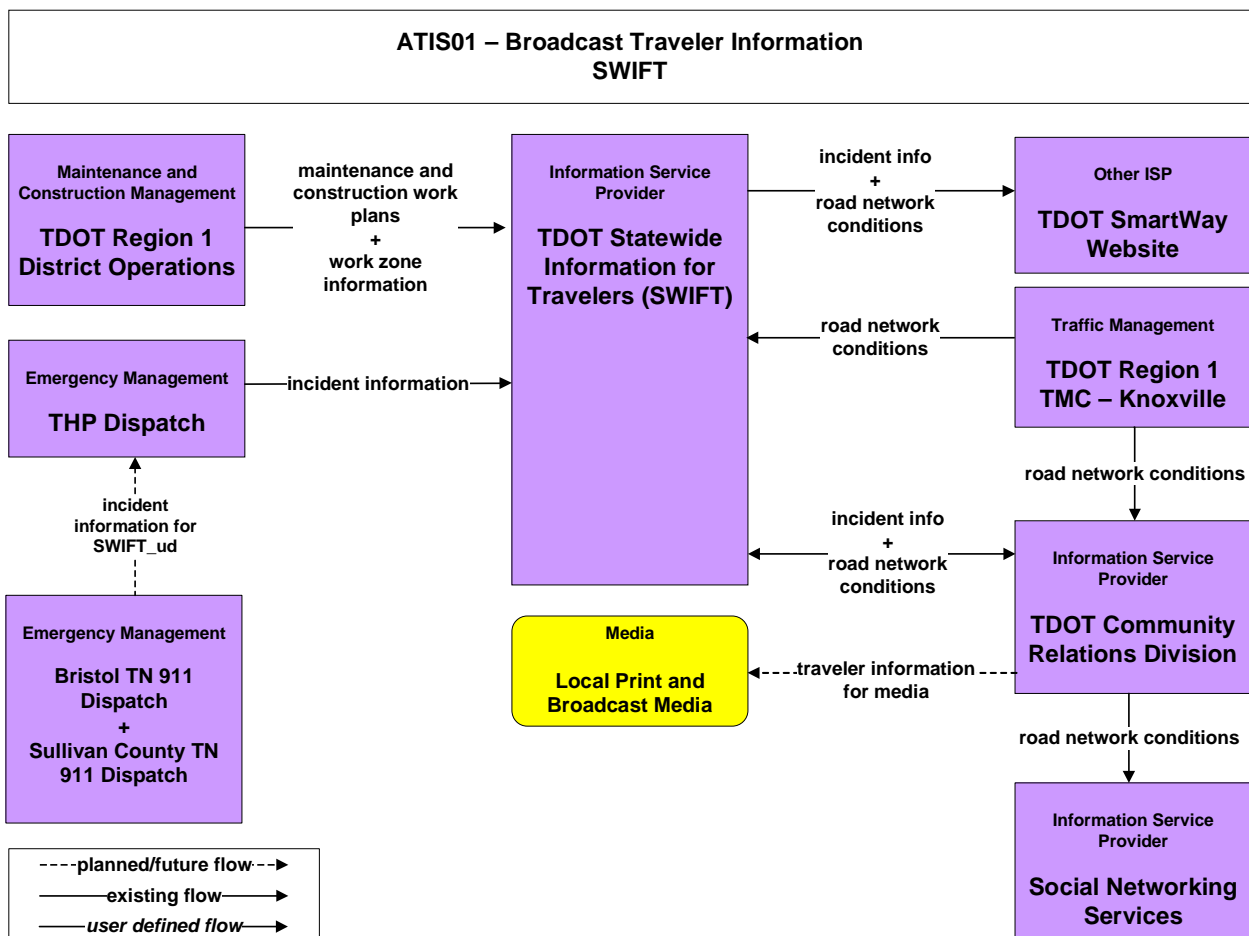 ATIS01 – Broadcast Traveler Information
SWIFT
Maintenance and
Construction Management
TDOT Region 1
District Operations
maintenance and
construction work
plans
+
work zone
information
Information Service
Provider
TDOT Statewide
Information for
Travelers (SWIFT)
incident info
+
road network
conditions
Other ISP
TDOT SmartWay
Website
road network
conditions
Traffic Management
TDOT Region 1
TMC – Knoxville
Emergency Management
THP Dispatch
incident information
road network conditions
incident
information for
SWIFT_ud
incident info
+
road network
conditions
Information Service
Provider
TDOT Community
Relations Division
Emergency Management
Bristol TN 911
Dispatch
+
Sullivan County TN
911 Dispatch
Media
Local Print and
Broadcast Media
traveler information
for media
road network conditions
Information Service
Provider
Social Networking
Services
planned/future flow
existing flow
user defined flow